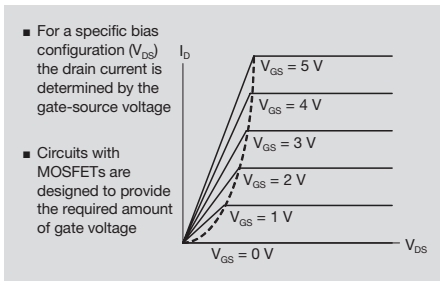 ■ For a specific bias
configuration (VDS)
the drain current is
determined by the
gate-source voltage
■ Circuits with
MOSFETs are
designed to provide
the required amount
of gate voltage
ID
VGS = 5 V
VGS = 4 V
VGS = 3 V
VGS = 2 V
VGS = 1 V
VGS = 0 V
VDS